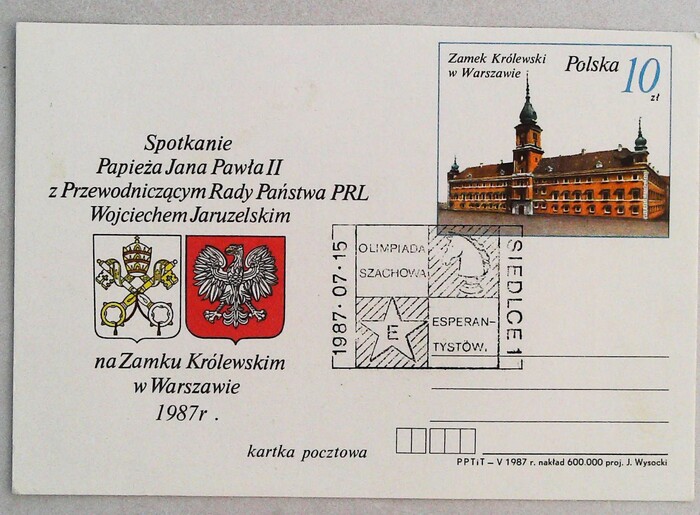 Zamek Królewski
w Warszawie
Polska 10
zł
Spotkanie
Papieża Jana Pawła II
z Przewodniczącym Rady Państwa PRL
Wojciechem Jaruzelskim
na Zamku Królewskim
w Warszawie
1987r .
1987·07·15
OLIMPIADA
SZACHOWA
E
ESPERAN-
TYSTÓW.
SIEDLCE 1
kartka pocztowa
PPTiT – V 1987 r. nakład 600.000 proj. J. Wysocki